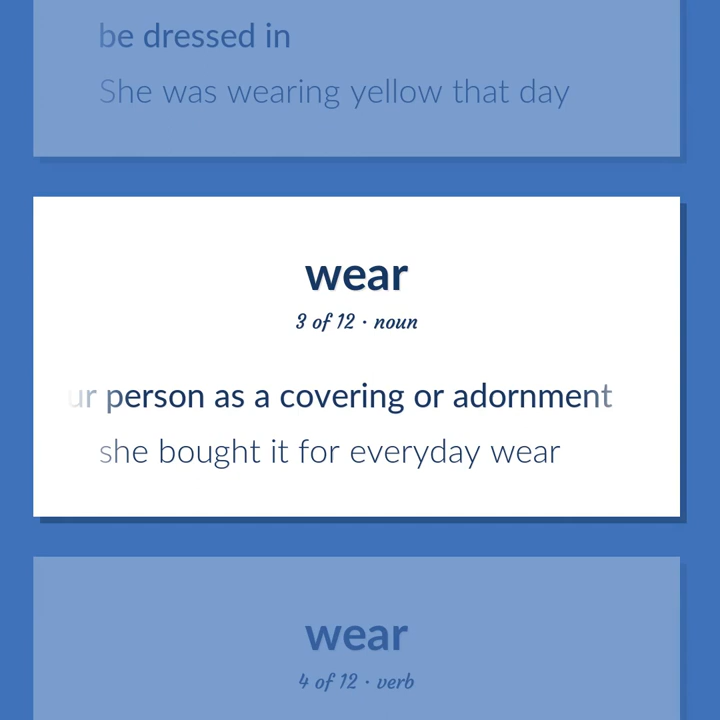 be dressed in
She was wearing yellow that day
wear
3 of 12 · noun
ur person as a covering or adornment
she bought it for everyday wear
wear
4 of 12 · verb